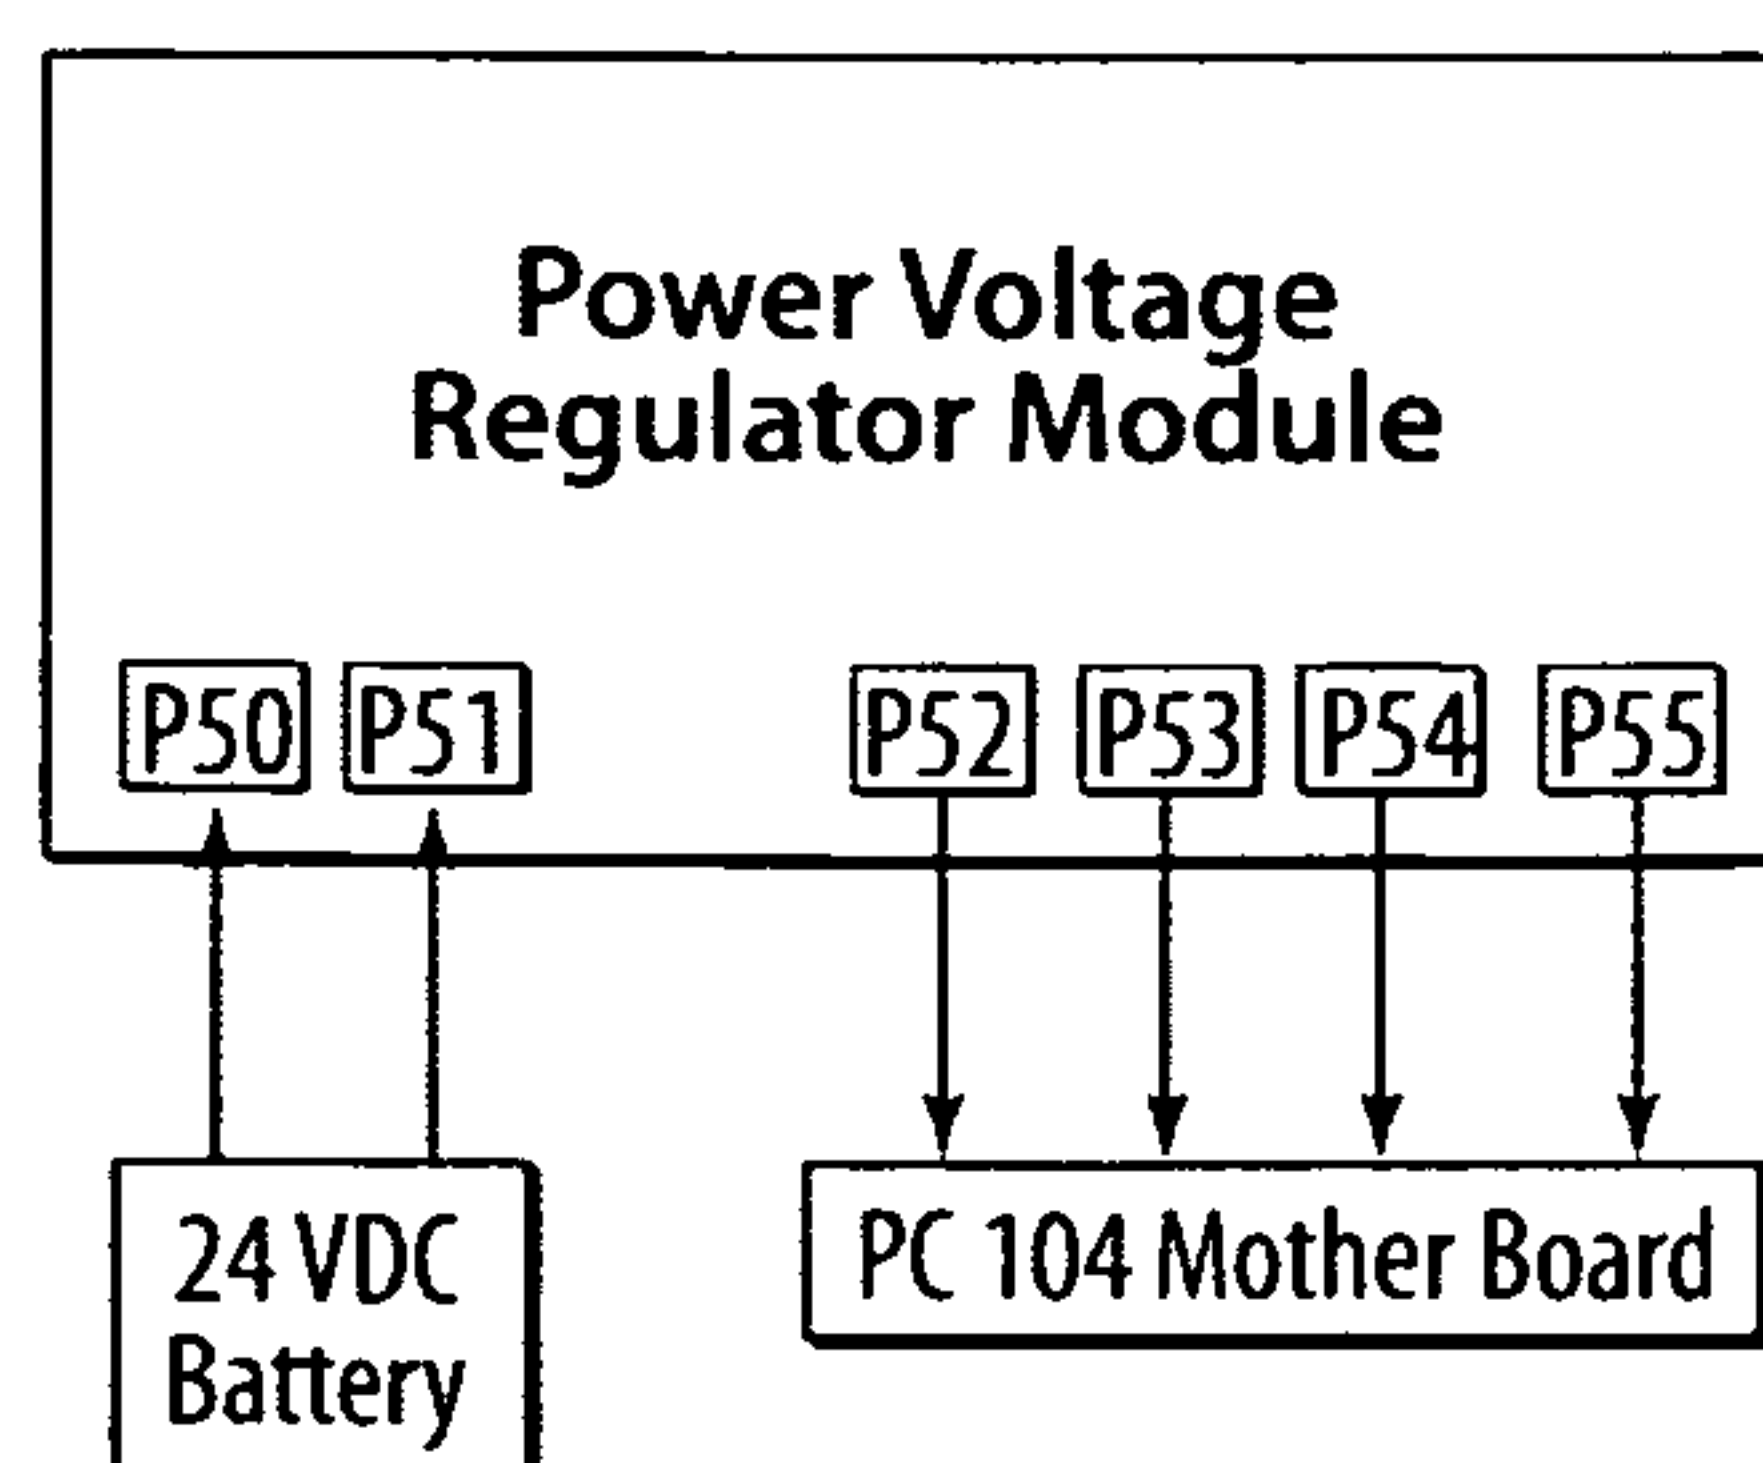 Power Voltage
Regulator Module
P50 P51 P52 P53 P54 P55
24 VDC
Battery
PC 104 Mother Board